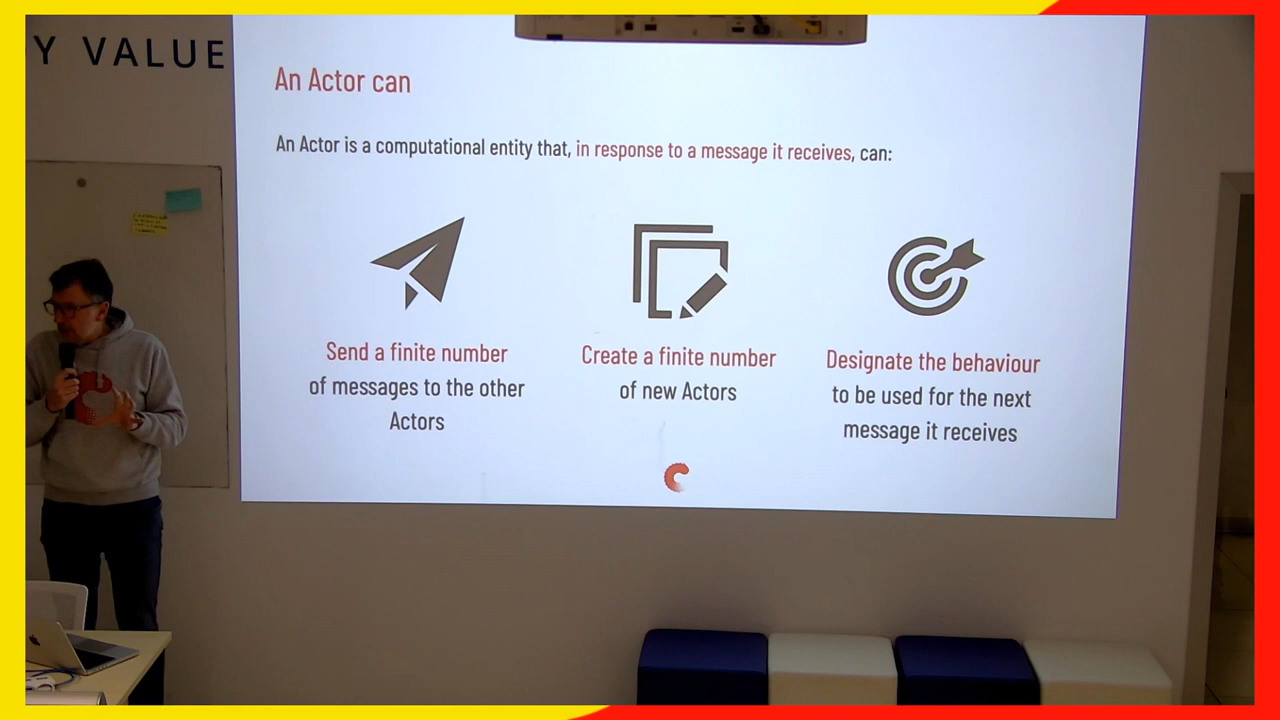 Y VALUE
An Actor can
An Actor is a computational entity that, in response to a message it receives, can:
Send a finite number
of messages to the other
Actors
Create a finite number
of new Actors
Designate the behaviour
to be used for the next
message it receives